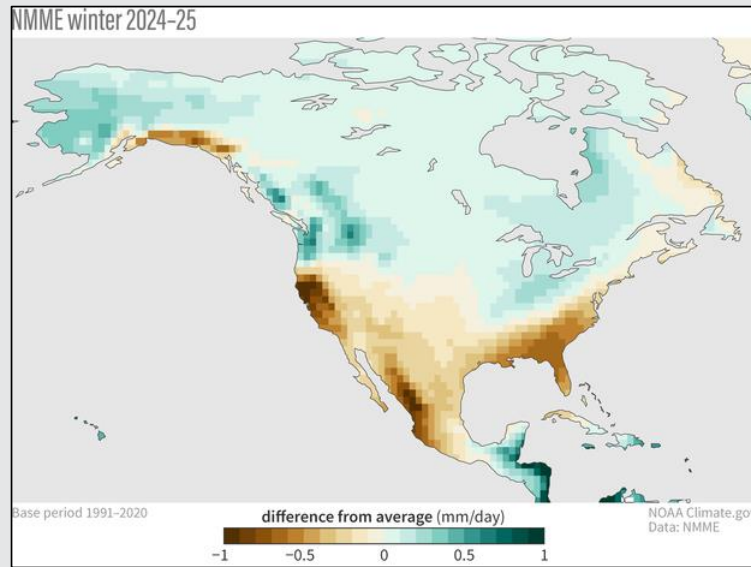 NMME winter 2024–25
Base period 1991–2020
difference from average (mm/day)
−1 −0.5 0 0.5 1
NOAA Climate.gov
Data: NMME